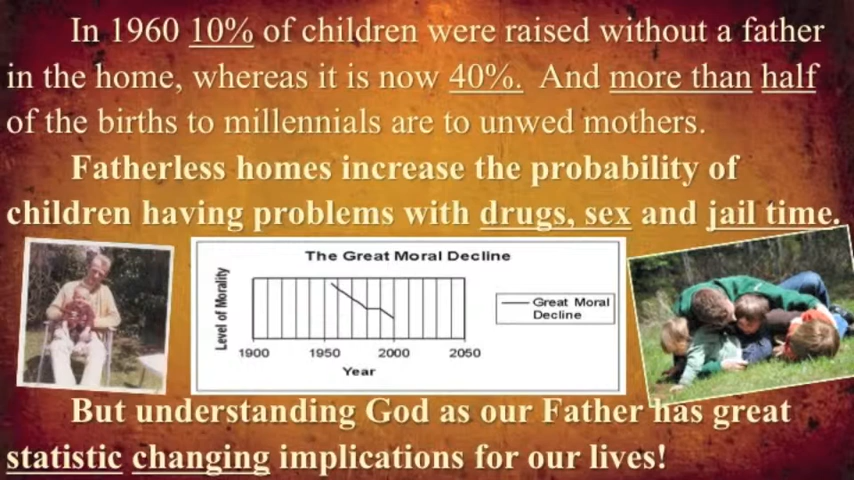 In 1960 10% of children were raised without a father
in the home, whereas it is now 40%. And more than half
of the births to millennials are to unwed mothers.
Fatherless homes increase the probability of
children having problems with drugs, sex and jail time.
The Great Moral Decline
Level of Morality
1900 1950 2000 2050
Year
Great Moral
Decline
But understanding God as our Father has great
statistic changing implications for our lives!